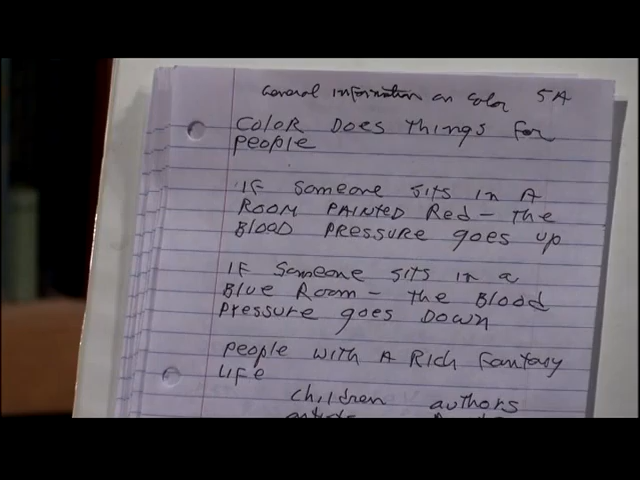 General Information on Color 5A
Color Does things for
people
IF Someone sits in A
Room PAINTED Red - the
BLOOD PRESSURE goes up
IF Someone sits in a
Blue Room - the Blood
Pressure goes Down
people with A Rich Fantasy
LIFE
children authors